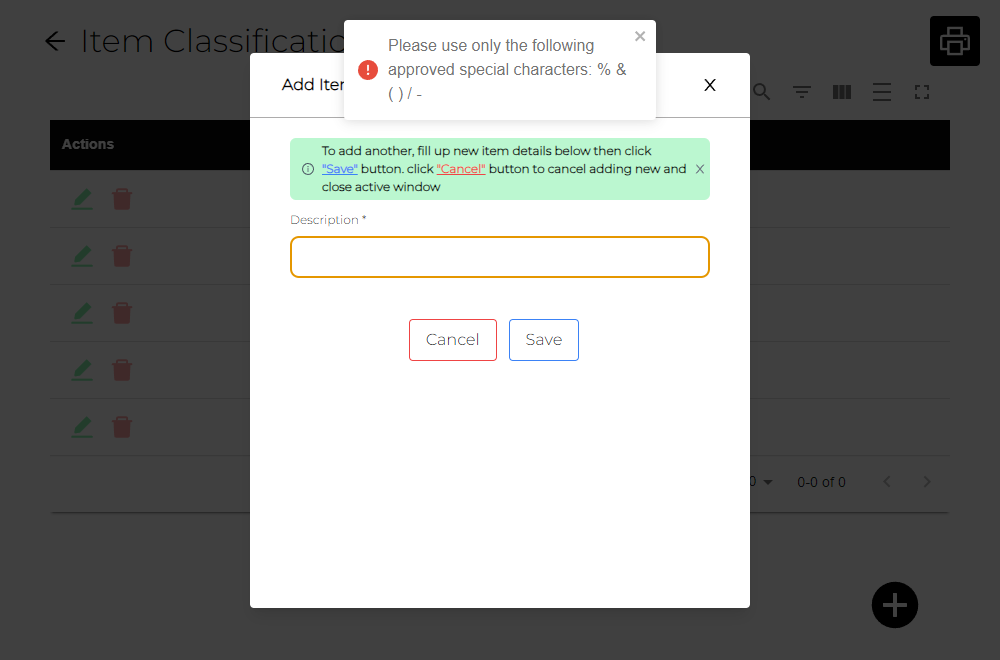 Item Classificatio
Please use only the following
approved special characters: % &
( ) / -
Add Iter
X
Actions
To add another, fill up new item details below then click
"Save" button. click "Cancel" button to cancel adding new and
close active window
Description *
Cancel
Save
0-0 of 0